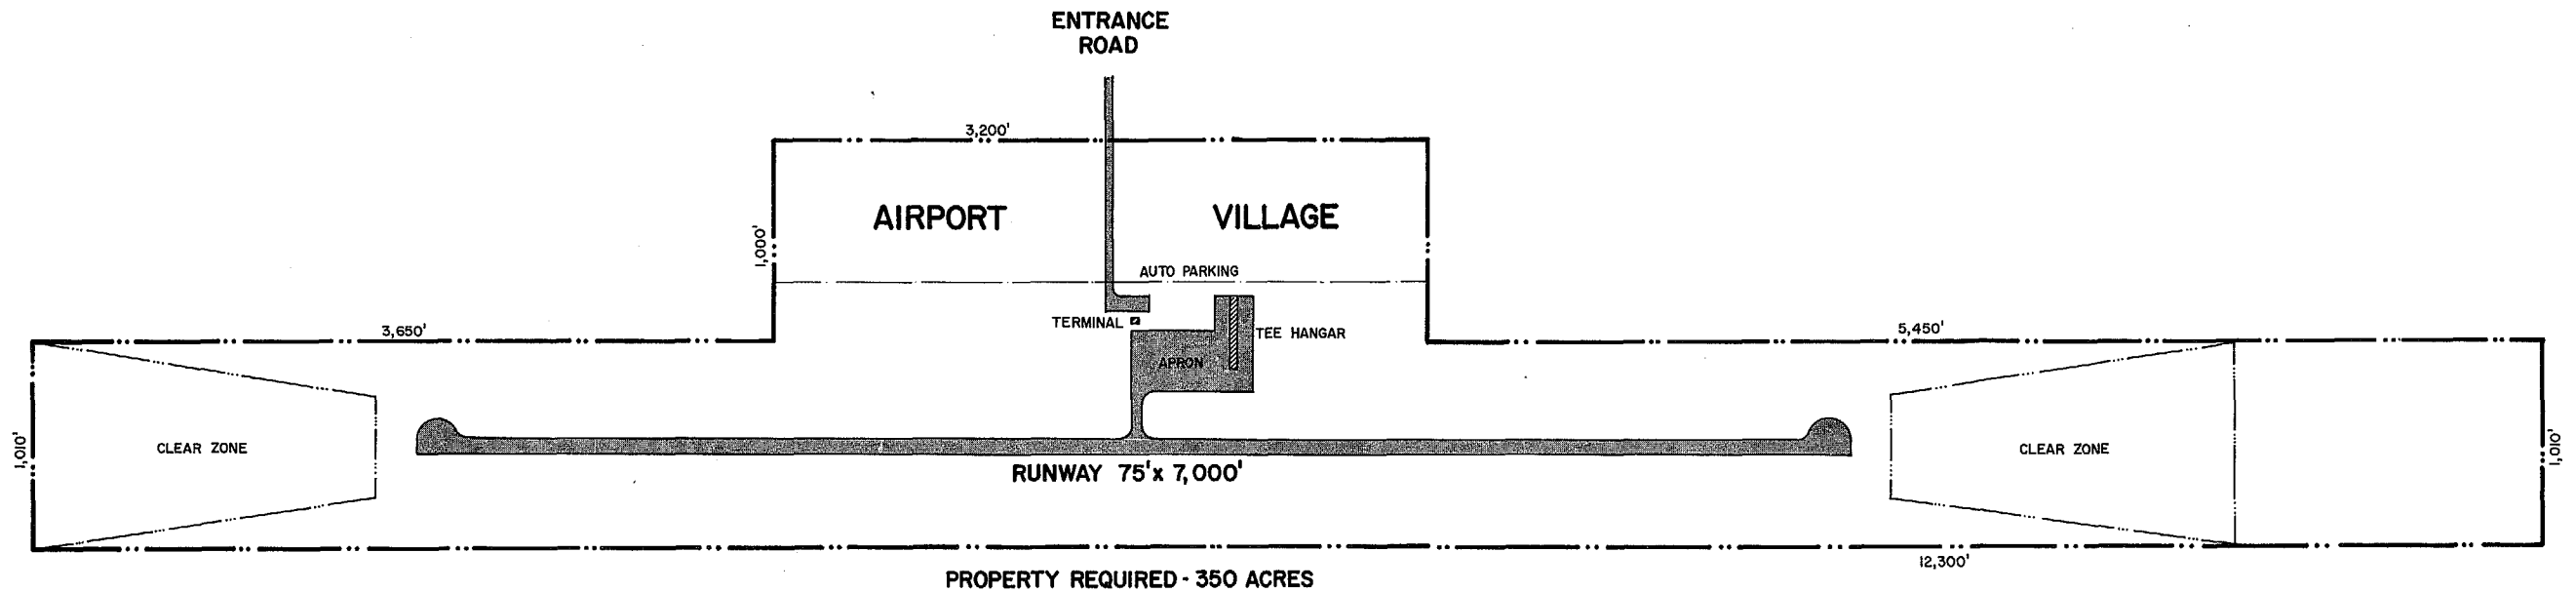 ENTRANCE
ROAD
3,200'
AIRPORT VILLAGE
1,000'
AUTO PARKING
TERMINAL
TEE HANGAR
3,650'
5,450'
APRON
1,010'
CLEAR ZONE
CLEAR ZONE
1,010'
RUNWAY 75'x 7,000'
12,300'
PROPERTY REQUIRED - 350 ACRES